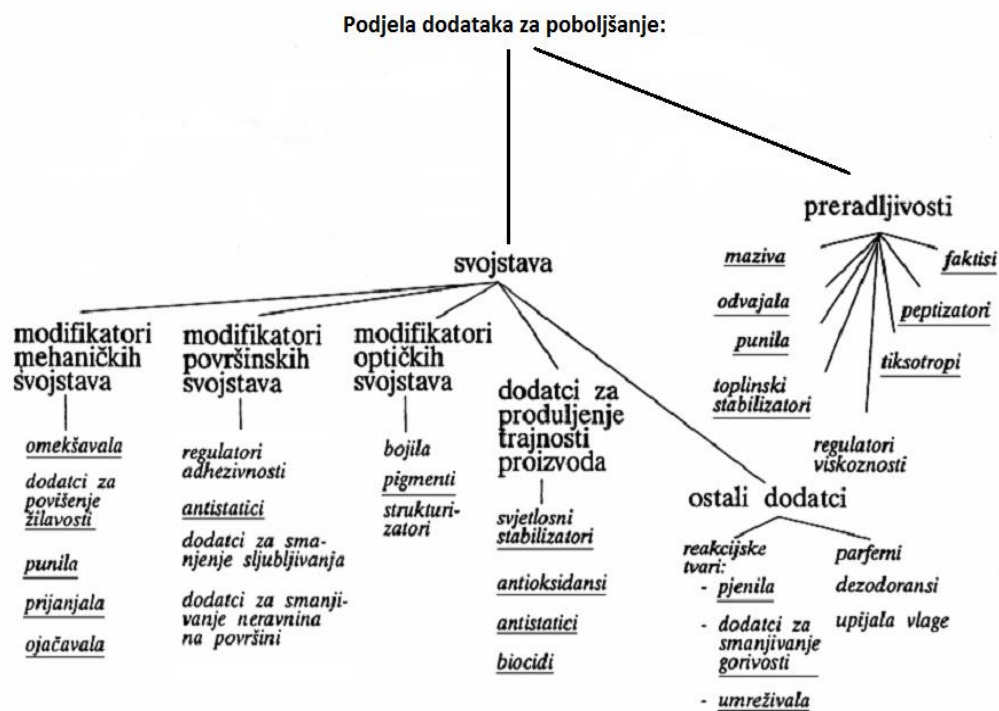 Podjela dodataka za poboljšanje:
preradljivosti
maziva
odvajala
punila
toplinski
stabilizatori
regulatori
viskoznosti
tiksotropi
peptizatori
faktisi
svojstava
modifikatori
mehaničkih
svojstava
omekšavala
dodatci za
povišenje
žilavosti
punila
prijanjala
ojačavala
modifikatori
površinskih
svojstava
regulatori
adhezivnosti
antistatici
dodatci za sma-
njenje sljubljivanja
dodatci za smanji-
vanje neravnina
na površini
modifikatori
optičkih
svojstava
bojila
pigmenti
strukturi-
zatori
dodatci za
produljenje
trajnosti
proizvoda
svjetlosni
stabilizatori
antioksidansi
antistatici
biocidi
ostali dodatci
reakcijske
tvari:
- pjenila
- dodatci za
smanjivanje
gorivosti
- umreživala
parfemi
dezodoransi
upijala vlage